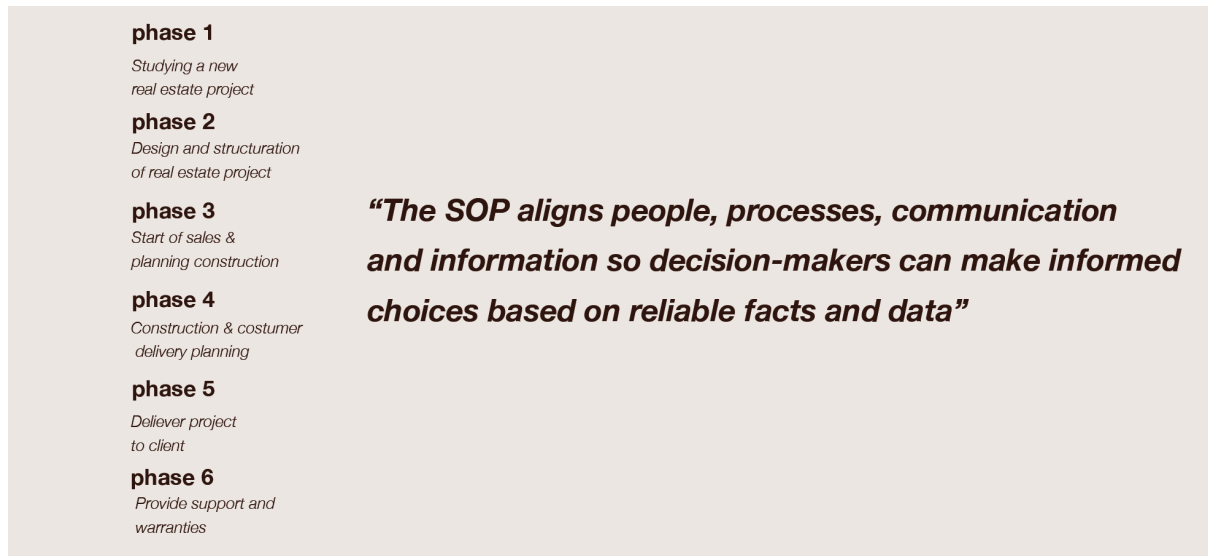 phase 1
Studying a new
real estate project
phase 2
Design and structuration
of real estate project
phase 3
Start of sales &
planning construction
phase 4
Construction & costumer
delivery planning
phase 5
Deliever project
to client
phase 6
Provide support and
warranties
“The SOP aligns people, processes, communication
and information so decision-makers can make informed
choices based on reliable facts and data”